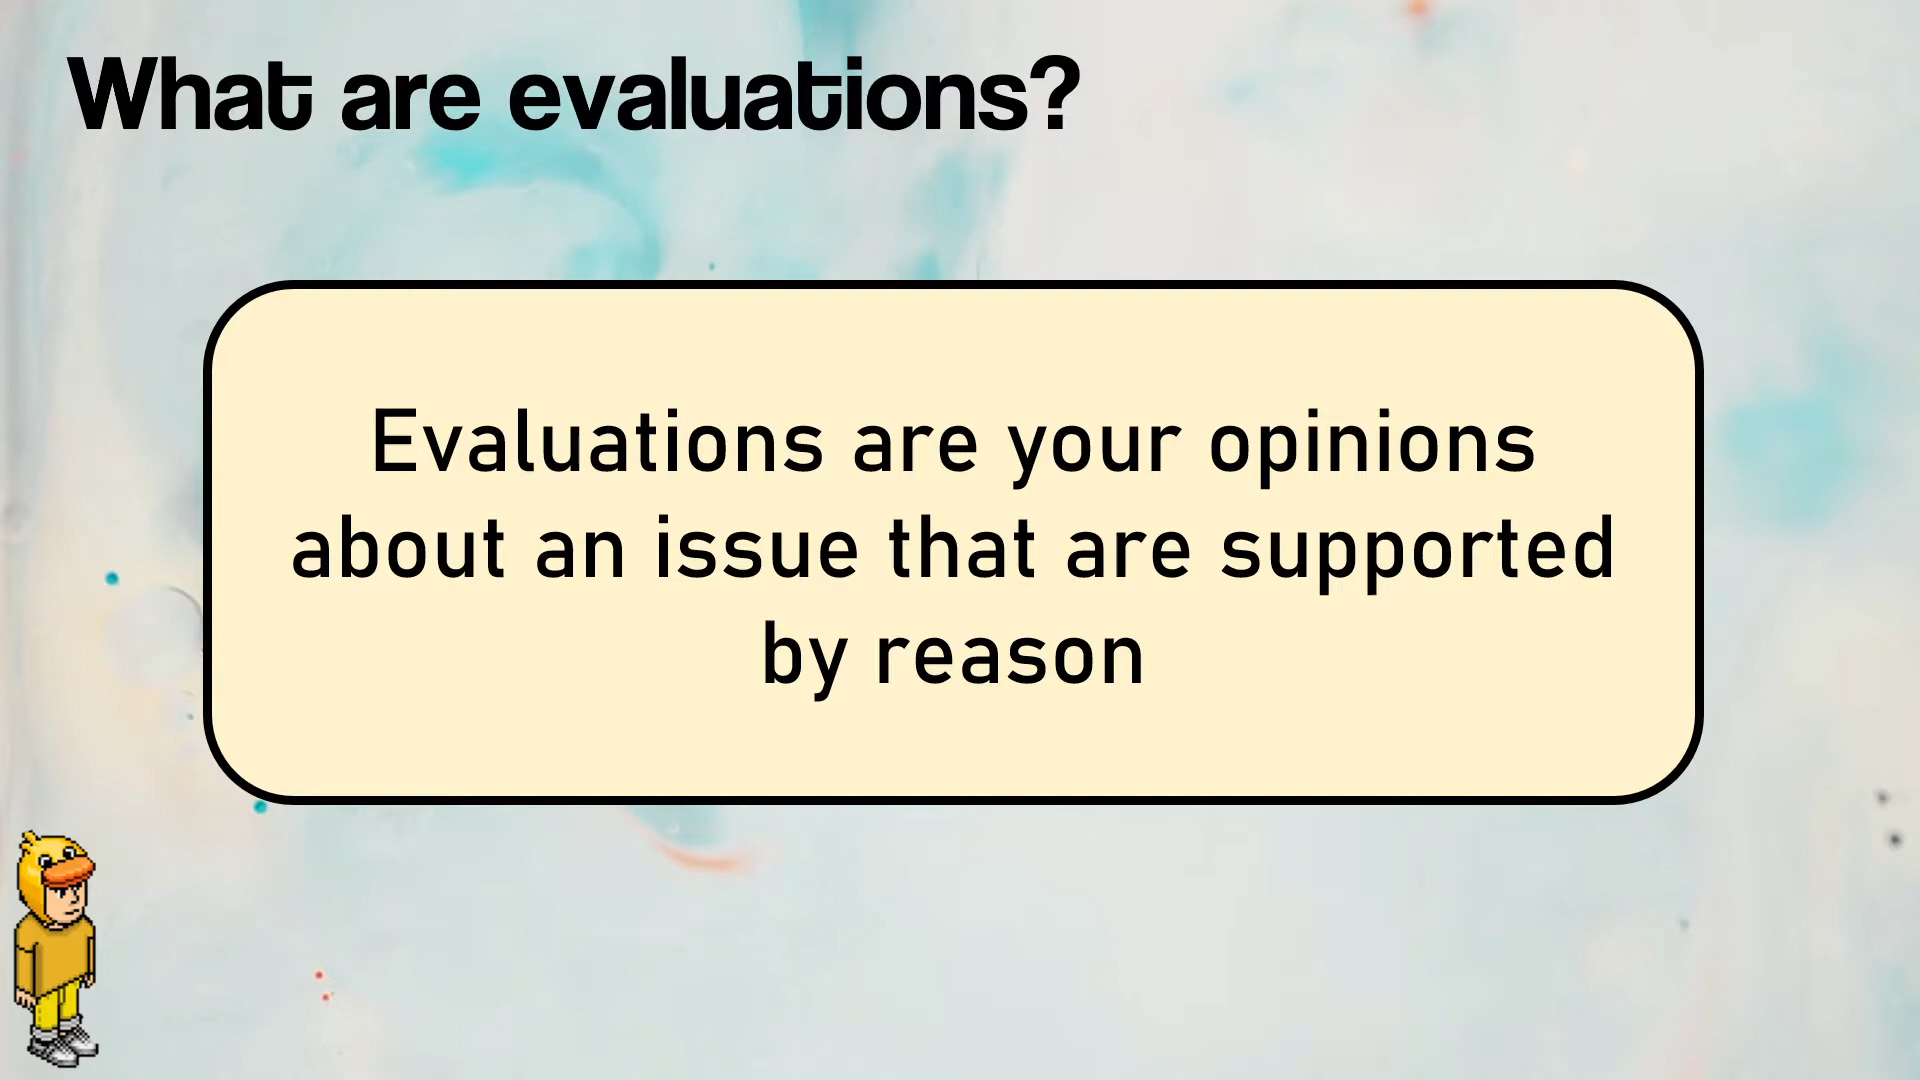 What are evaluations?
Evaluations are your opinions
about an issue that are supported
by reason